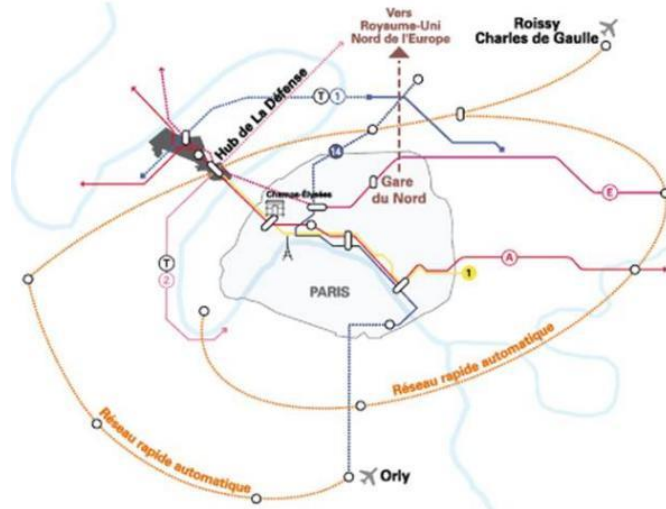 Vers
Royaume-Uni
Nord de l'Europe
Roissy
Charles de Gaulle
Hub de La Défense
T 1
14
Champs-Élysées
Gare
du Nord
E
T
2
A
1
PARIS
Réseau rapide automatique
Réseau rapide automatique
Orly